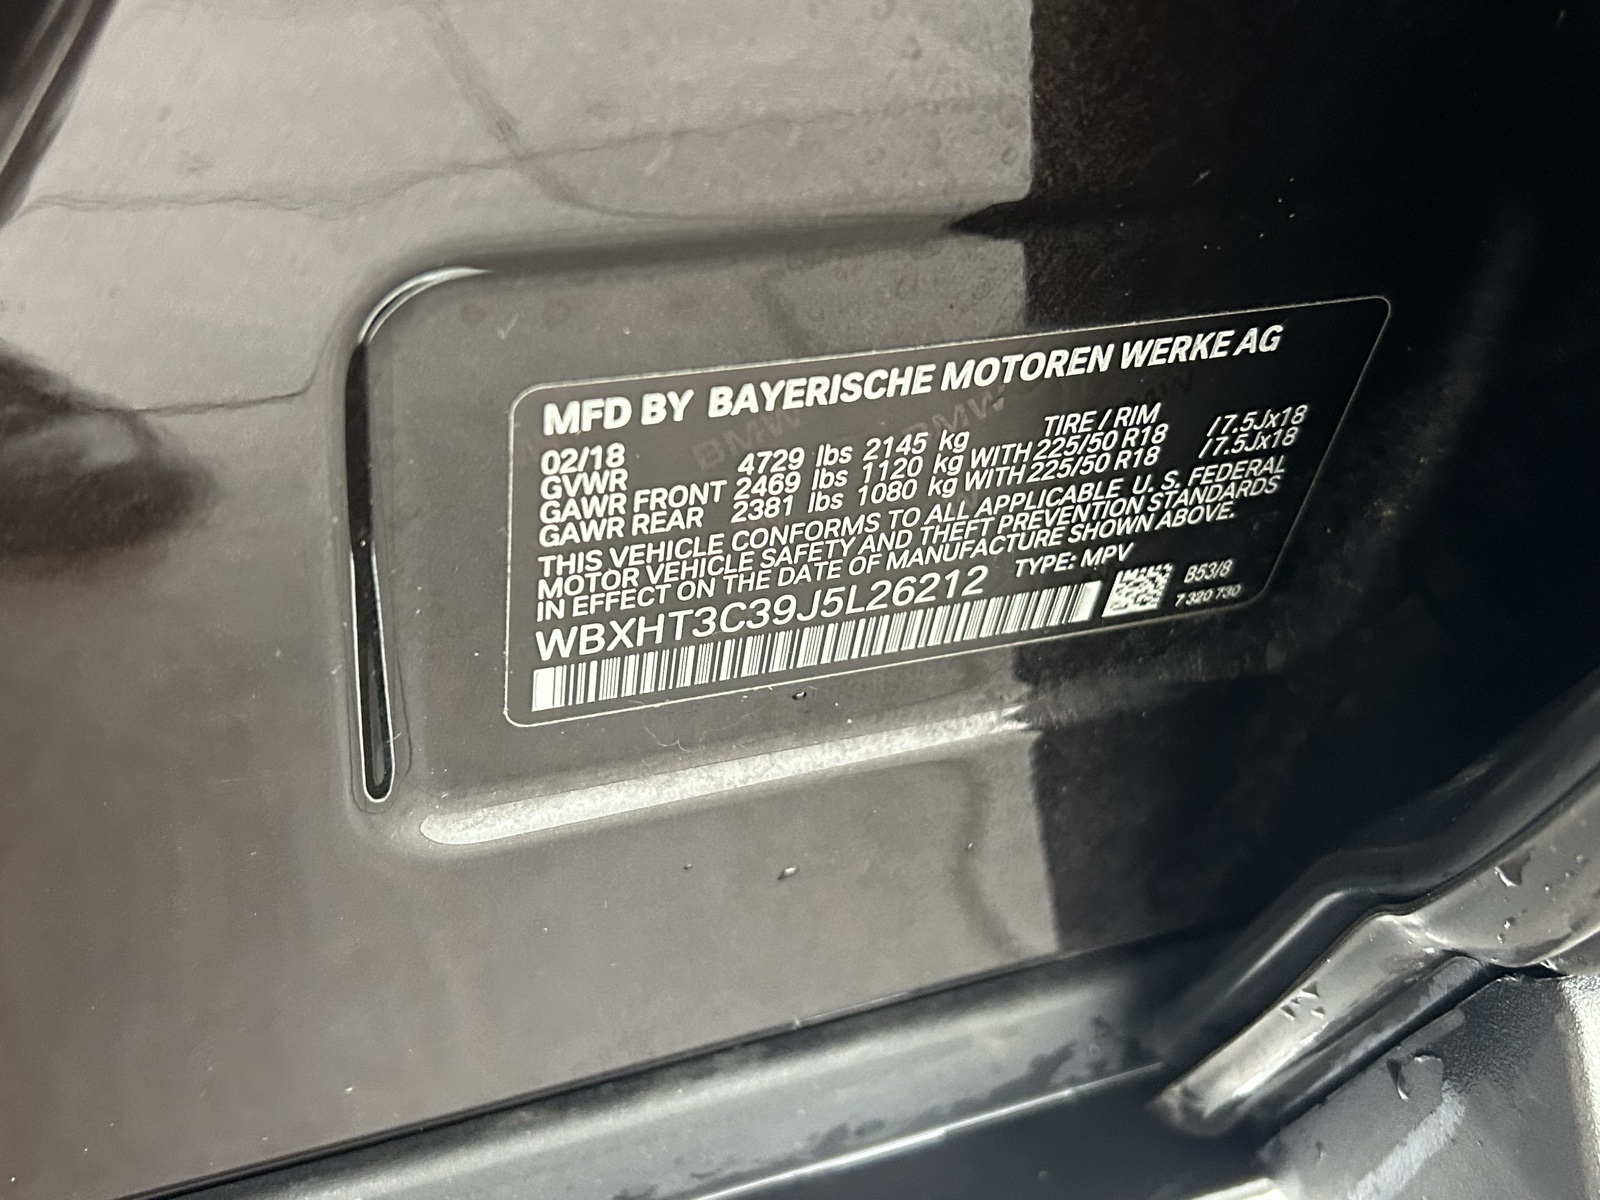 MFD BY BAYERISCHE MOTOREN WERKE AG
02/18 TIRE / RIM
GVWR 4729 lbs 2145 kg
GAWR FRONT 2469 lbs 1120 kg WITH 225/50 R18 /7.5Jx18
GAWR REAR 2381 lbs 1080 kg WITH 225/50 R18 /7.5Jx18
THIS VEHICLE CONFORMS TO ALL APPLICABLE U. S. FEDERAL
MOTOR VEHICLE SAFETY AND THEFT PREVENTION STANDARDS
IN EFFECT ON THE DATE OF MANUFACTURE SHOWN ABOVE.
WBXHT3C39J5L26212 TYPE: MPV
B53/8
7 320 730
BMW BMW BMW